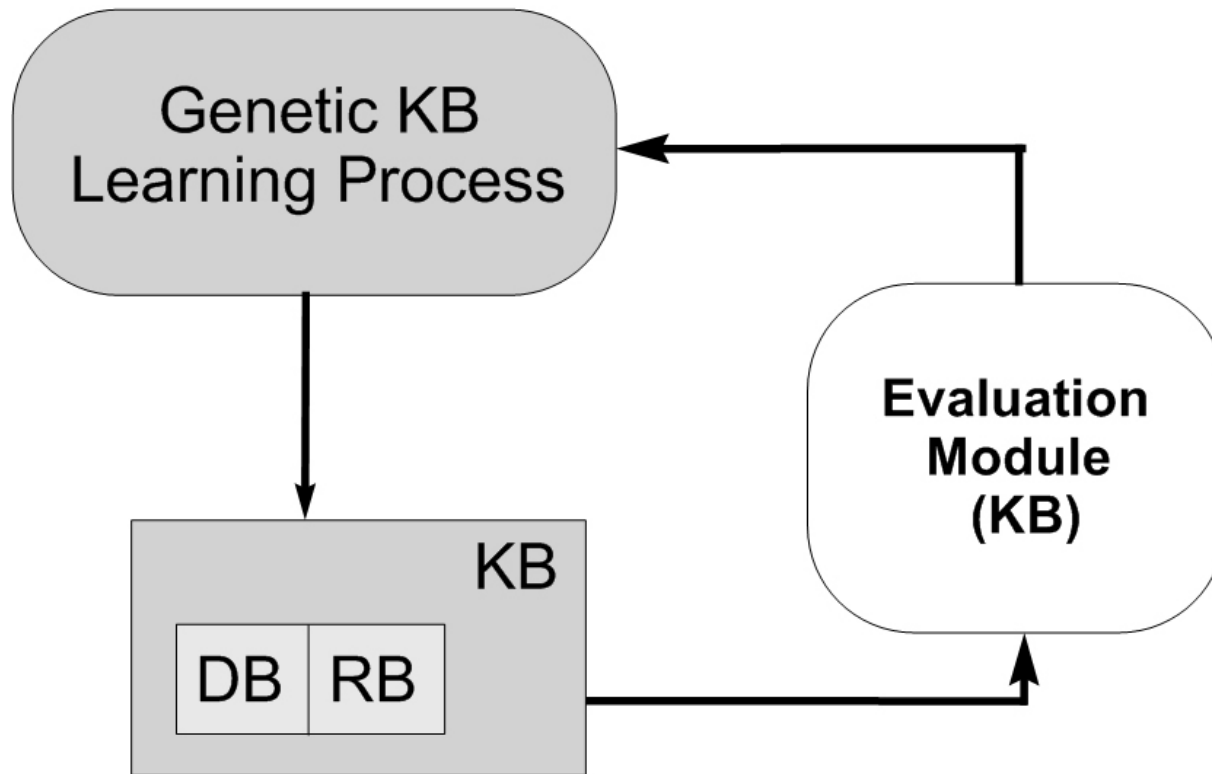 Genetic KB
Learning Process
Evaluation
Module
(KB)
KB
DB RB